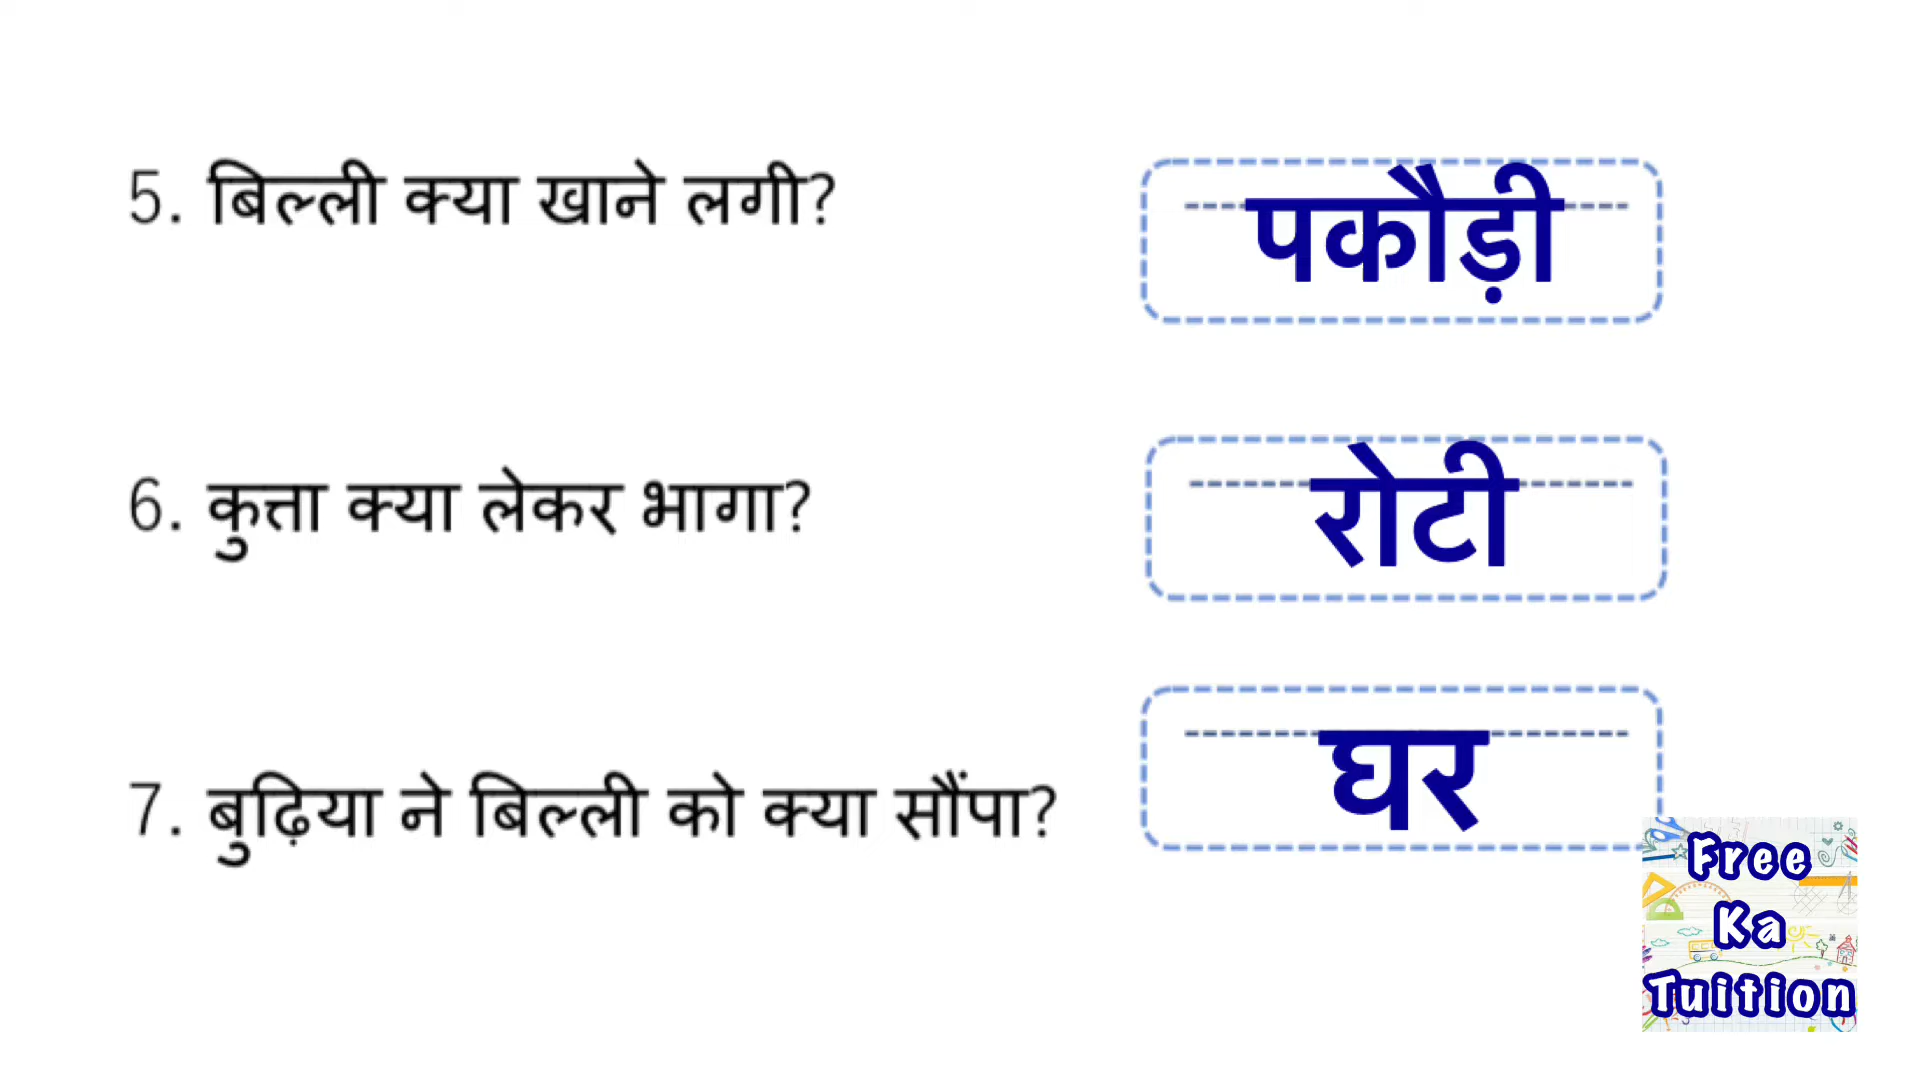 5. बिल्ली क्या खाने लगी?
पकौड़ी
6. कुत्ता क्या लेकर भागा?
रोटी
7. बुढ़िया ने बिल्ली को क्या सौंपा?
घर
Free
Ka
Tuition